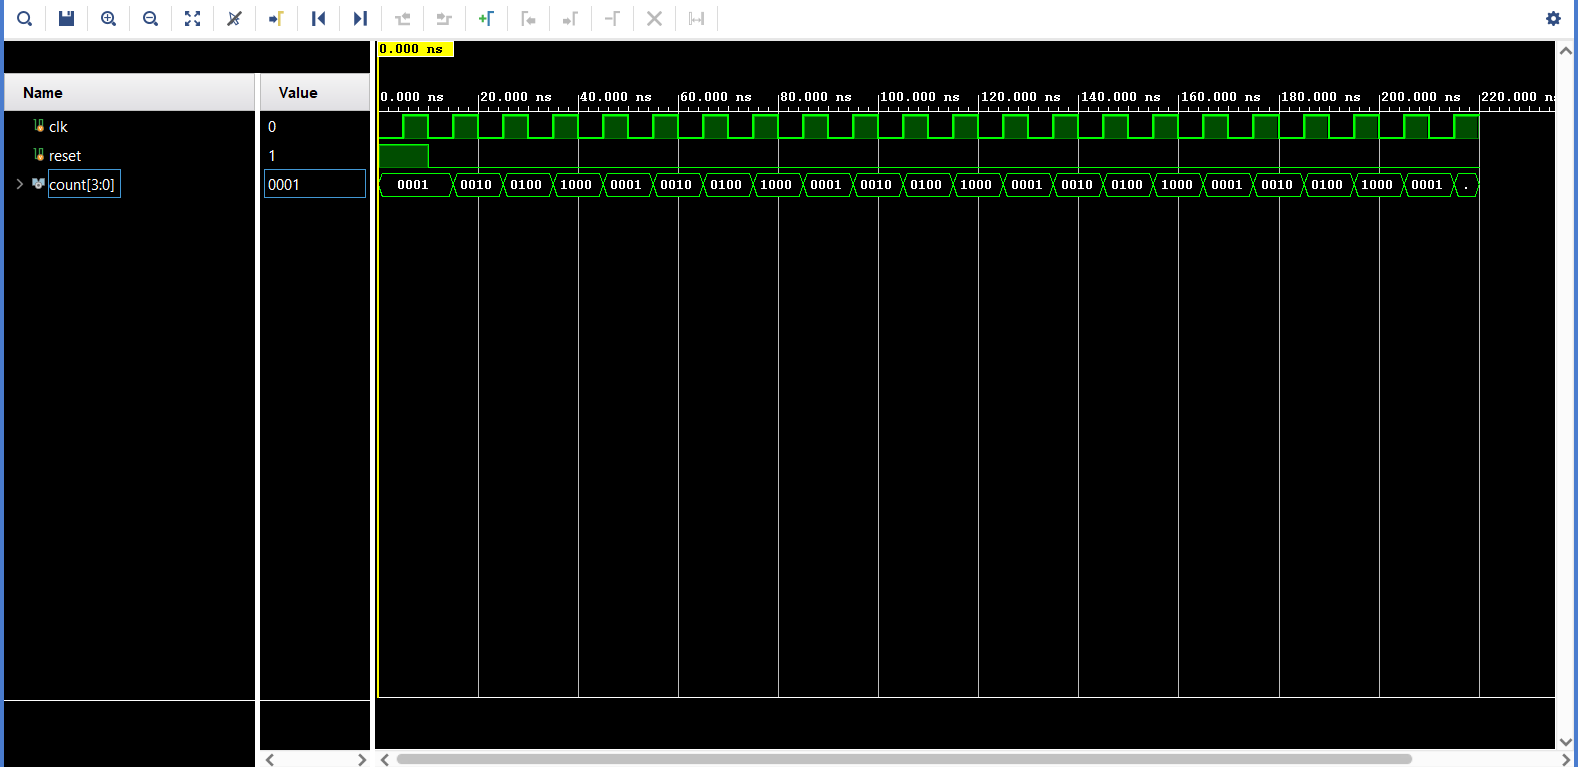 0.000 ns
Name Value
0.000 ns 20.000 ns 40.000 ns 60.000 ns 80.000 ns 100.000 ns 120.000 ns 140.000 ns 160.000 ns 180.000 ns 200.000 ns 220.000 ns
clk 0
reset 1
count[3:0] 0001 0001 0010 0100 1000 0001 0010 0100 1000 0001 0010 0100 1000 0001 0010 0100 1000 0001 0010 0100 1000 0001 .